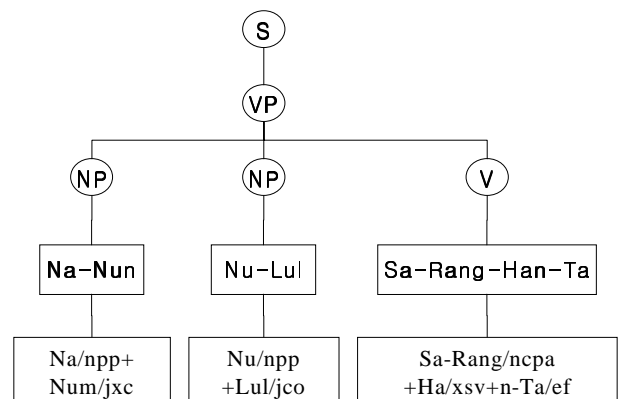 S
VP
NP NP V
Na-Nun Nu-Lul Sa-Rang-Han-Ta
Na/npp+ Nu/npp Sa-Rang/ncpa
Num/jxc +Lul/jco +Ha/xsv+n-Ta/ef